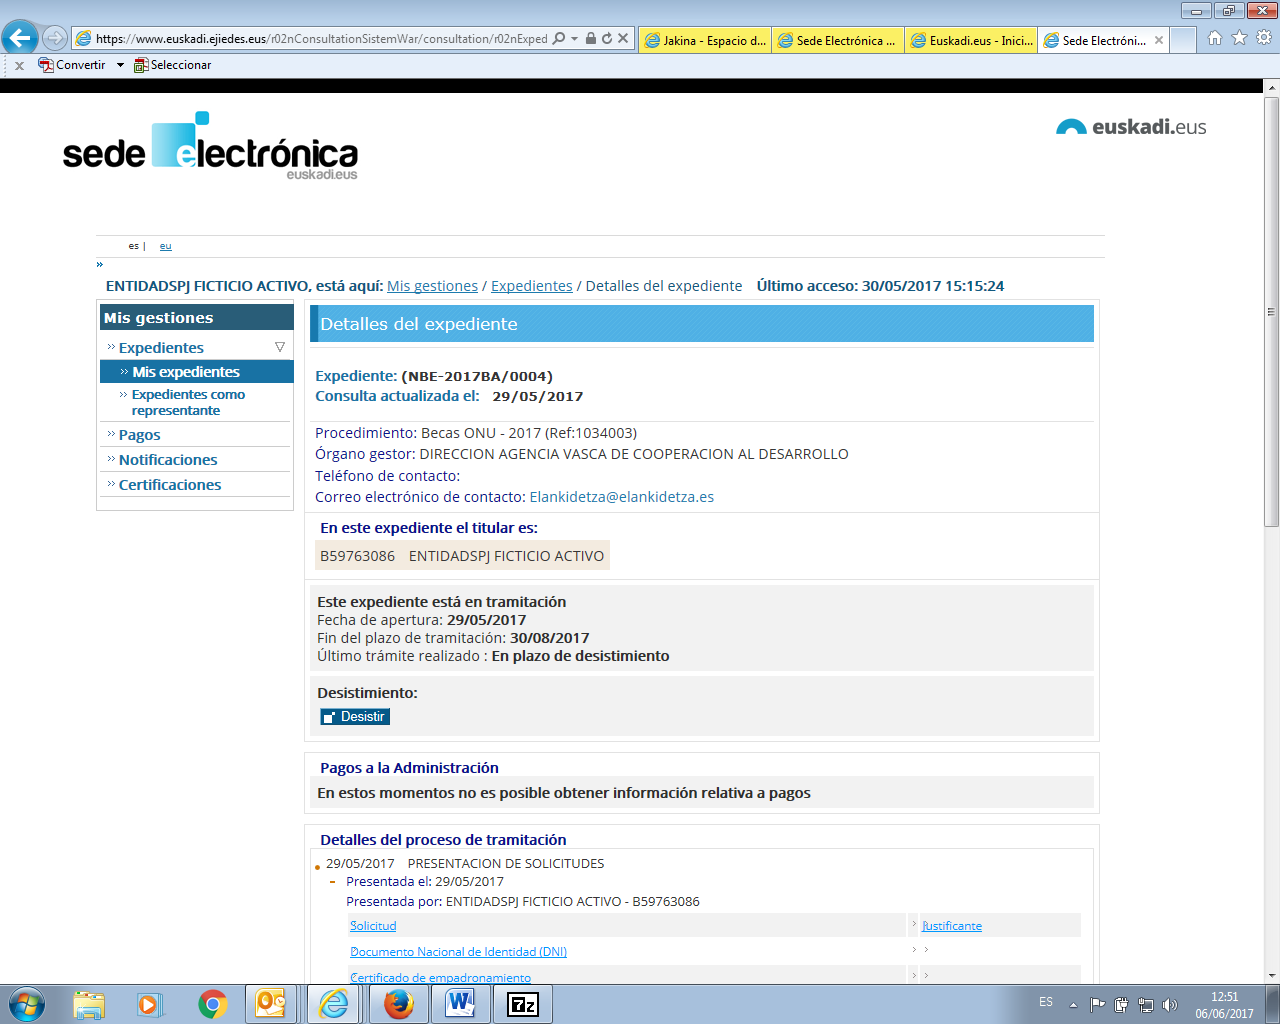 https://www.euskadi.ejiedes.eus/r02nConsultationSistemWar/consultation/r02nExped
Jakina - Espacio d...
Sede Electrónica ...
Euskadi.eus - Inici...
Sede Electróni...
Convertir
Seleccionar
sede electrónica
euskadi.eus
euskadi.eus
es | eu
»
ENTIDADSPJ FICTICIO ACTIVO, está aquí: Mis gestiones / Expedientes / Detalles del expediente Último acceso: 30/05/2017 15:15:24
Mis gestiones
Expedientes
Mis expedientes
Expedientes como
representante
Pagos
Notificaciones
Certificaciones
Detalles del expediente
Expediente: (NBE-2017BA/0004)
Consulta actualizada el: 29/05/2017
Procedimiento: Becas ONU - 2017 (Ref:1034003)
Órgano gestor: DIRECCION AGENCIA VASCA DE COOPERACION AL DESARROLLO
Teléfono de contacto:
Correo electrónico de contacto: Elankidetza@elankidetza.es
En este expediente el titular es:
B59763086 ENTIDADSPJ FICTICIO ACTIVO
Este expediente está en tramitación
Fecha de apertura: 29/05/2017
Fin del plazo de tramitación: 30/08/2017
Último trámite realizado : En plazo de desistimiento
Desistimiento:
Desistir
Pagos a la Administración
En estos momentos no es posible obtener información relativa a pagos
Detalles del proceso de tramitación
29/05/2017 PRESENTACION DE SOLICITUDES
Presentada el: 29/05/2017
Presentada por: ENTIDADSPJ FICTICIO ACTIVO - B59763086
Solicitud
Justificante
Documento Nacional de Identidad (DNI)
Certificado de empadronamiento
7z
ES
12:51
06/06/2017